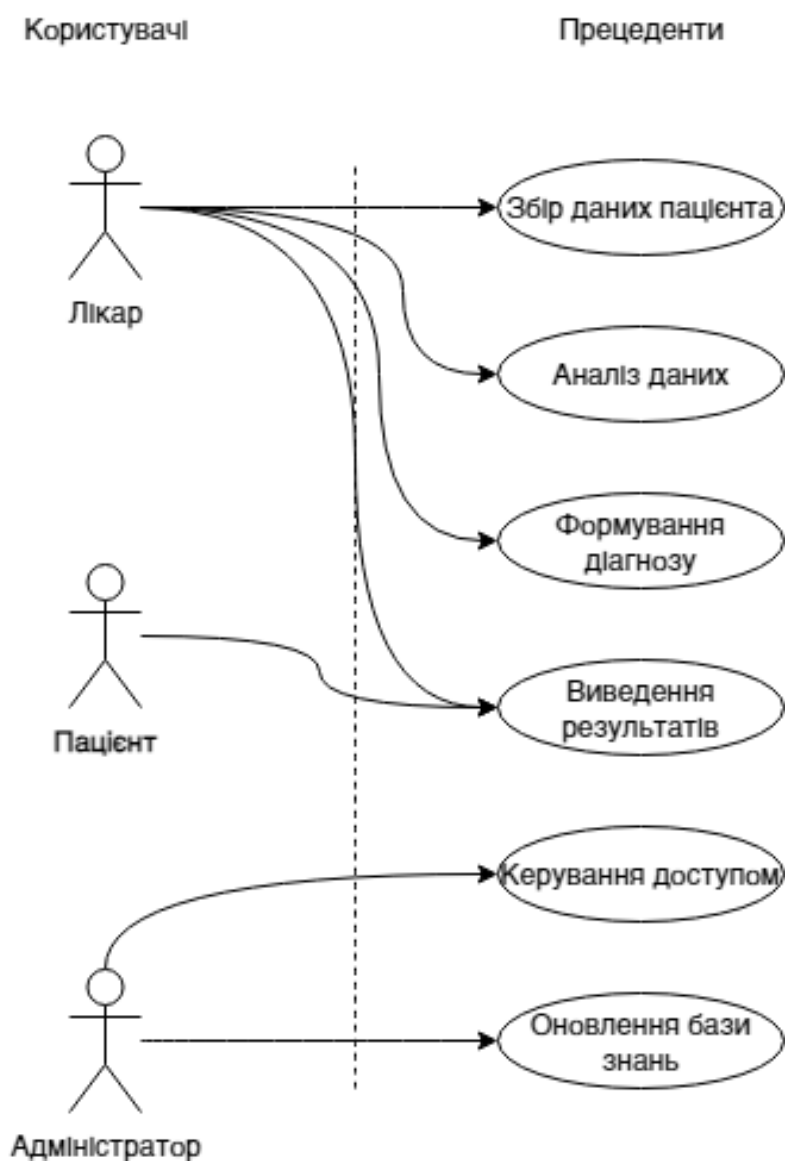 Користувачі
Прецеденти
Збір даних пацієнта
Лікар
Аналіз даних
Формування
діагнозу
Виведення
результатів
Пацієнт
Керування доступом
Оновлення бази
знань
Адміністратор